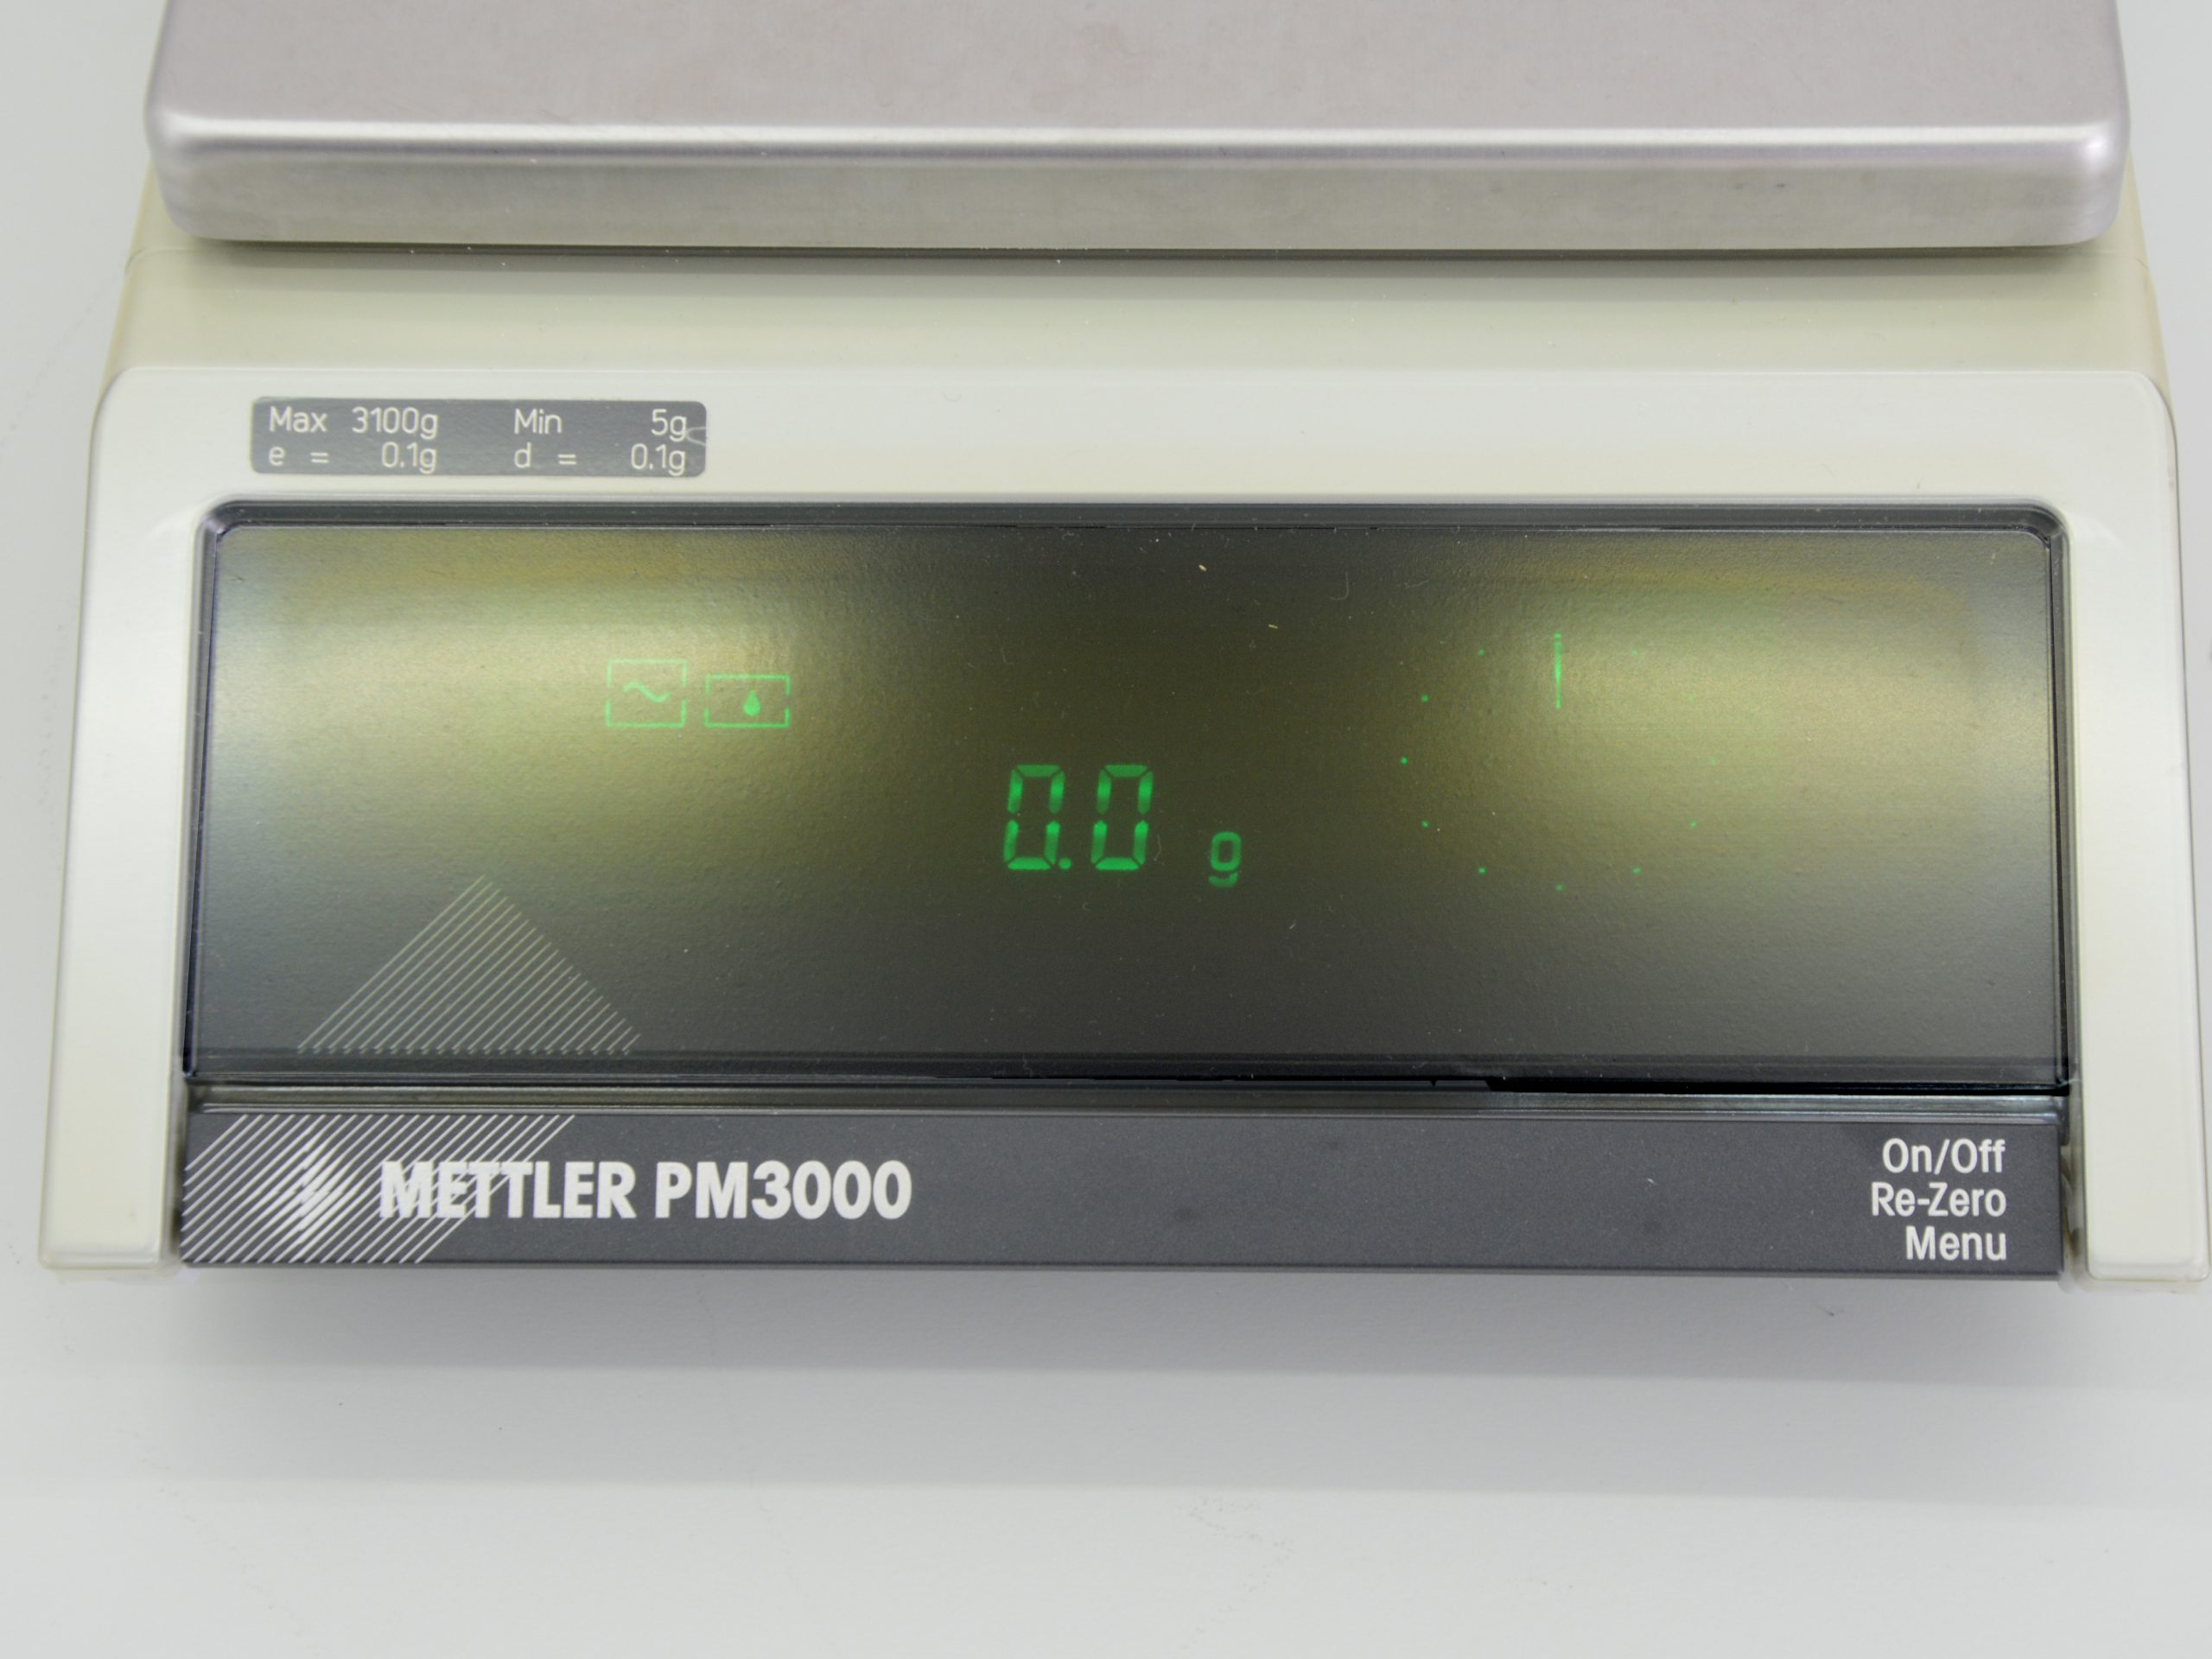 Max 3100g Min 5g
e = 0.1g d = 0.1g
0.0 g
METTLER PM3000
On/Off
Re-Zero
Menu